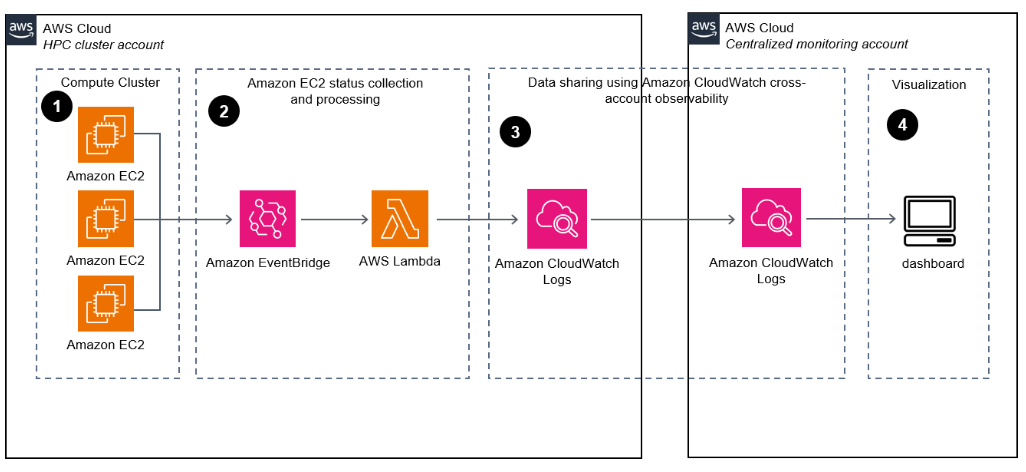 aws
AWS Cloud
HPC cluster account
aws
AWS Cloud
Centralized monitoring account
Compute Cluster
1
Amazon EC2
Amazon EC2
Amazon EC2
Amazon EC2 status collection
and processing
2
Amazon EventBridge
AWS Lambda
Data sharing using Amazon CloudWatch cross-
account observability
3
Amazon CloudWatch
Logs
Amazon CloudWatch
Logs
Visualization
4
dashboard